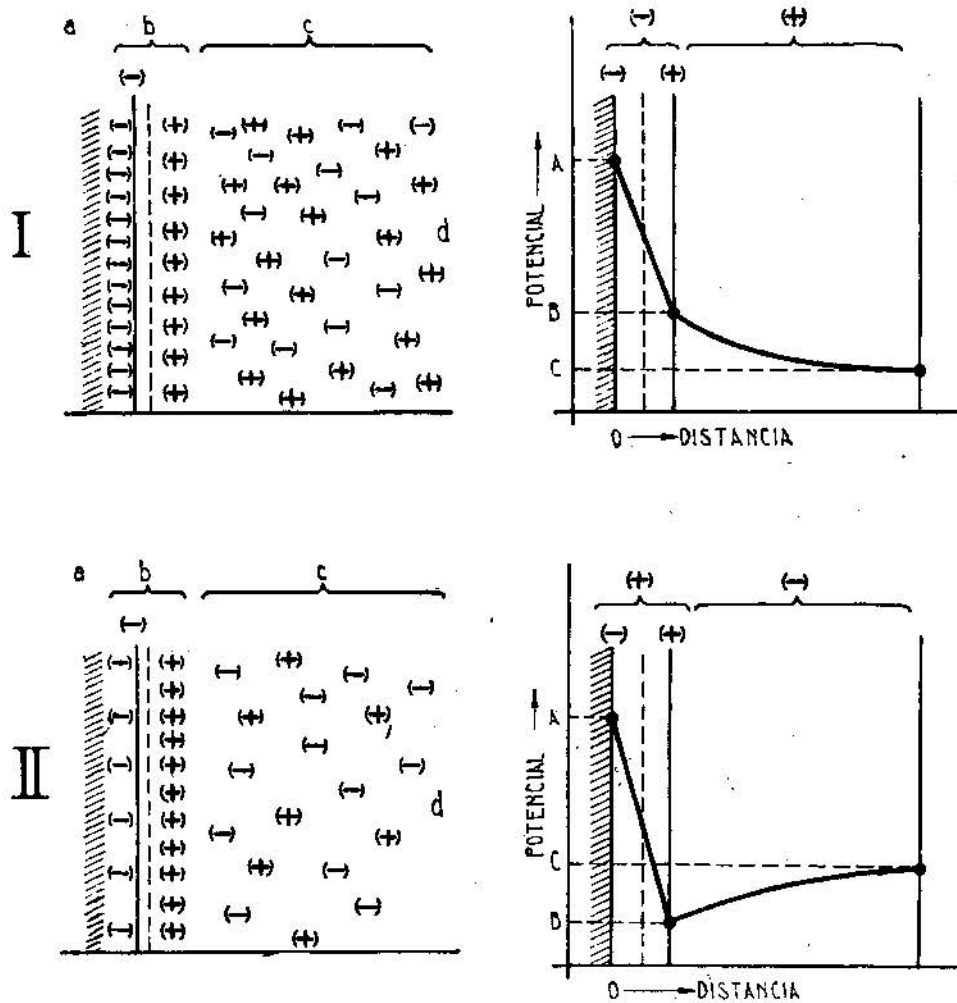 a b c
(−)
I
d
(−) (+)
(−) (+)
A
B
C
POTENCIAL
0 → DISTANCIA
a b c
(−)
II
d
(+) (−)
(−) (+)
A
C
D
POTENCIAL
0 → DISTANCIA